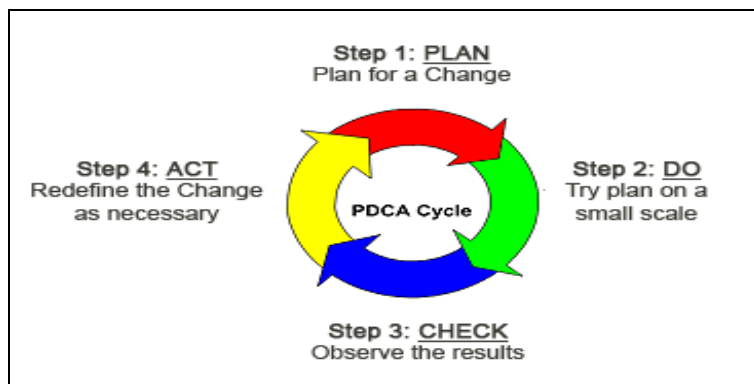 Step 1: PLAN
Plan for a Change
Step 4: ACT
Redefine the Change
as necessary
PDCA Cycle
Step 2: DO
Try plan on a
small scale
Step 3: CHECK
Observe the results